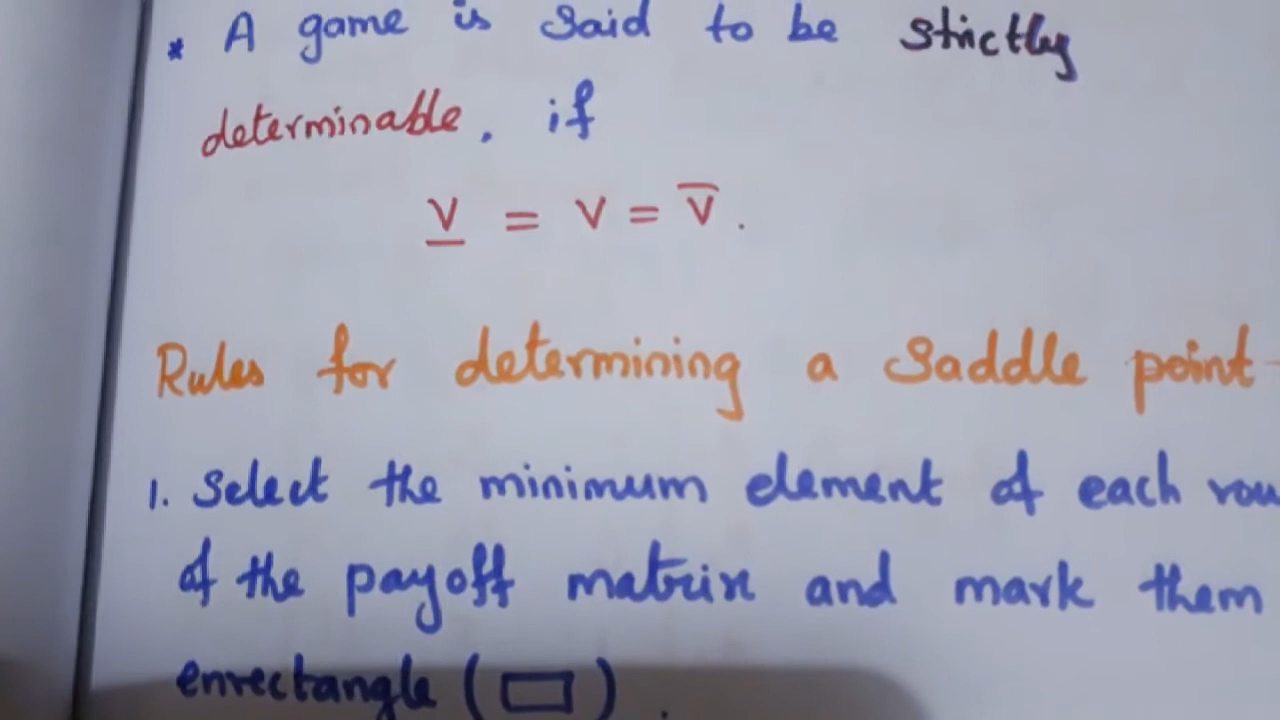 * A game is said to be strictly
determinable, if
V̲ = V = V̅.
Rules for determining a Saddle point -
1. Select the minimum element of each row
of the payoff matrix and mark them
enrectangle (▭).